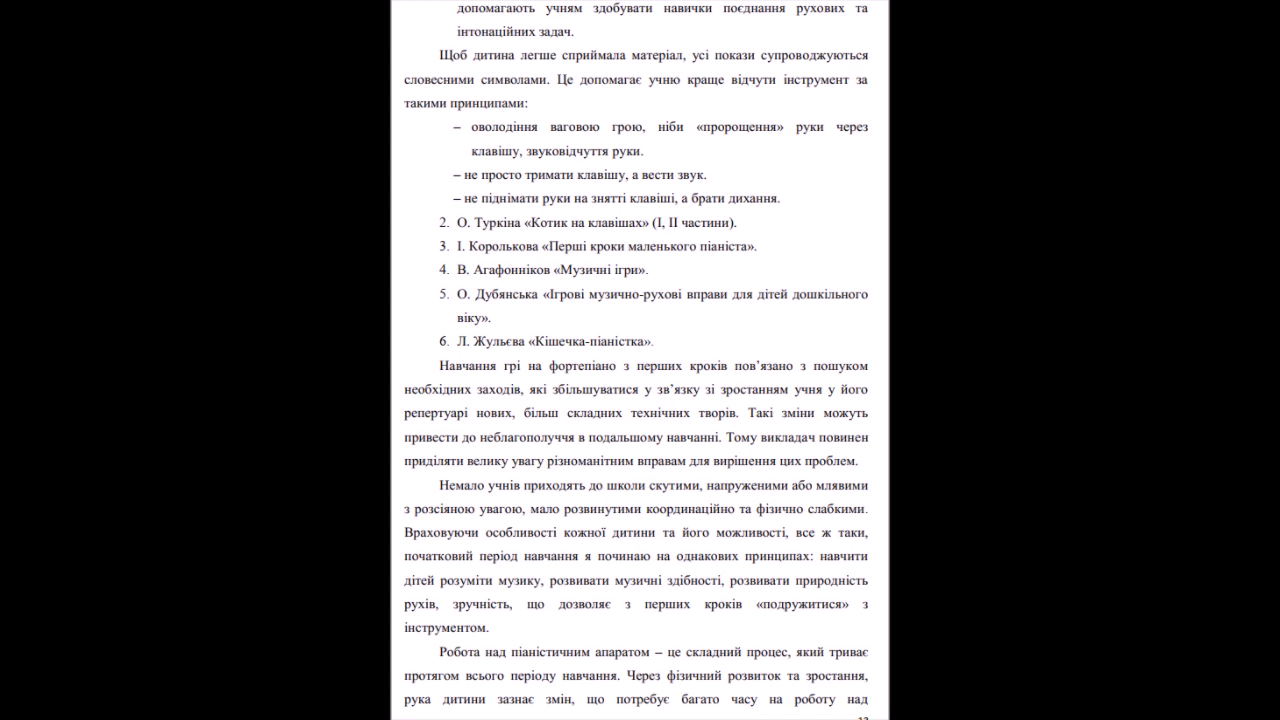 допомагають учням здобувати навички поєднання рухових та
інтонаційних задач.
Щоб дитина легше сприймала матеріал, усі покази супроводжуються
словесними символами. Це допомагає учню краще відчути інструмент за
такими принципами:
– оволодіння ваговою грою, ніби «пророщення» руки через
клавішу, звуковідчуття руки.
– не просто тримати клавішу, а вести звук.
– не піднімати руки на знятті клавіші, а брати дихання.
2. О. Туркіна «Котик на клавішах» (І, ІІ частини).
3. І. Королькова «Перші кроки маленького піаніста».
4. В. Агафонніков «Музичні ігри».
5. О. Дубянська «Ігрові музично-рухові вправи для дітей дошкільного
віку».
6. Л. Жульєва «Кішечка-піаністка».
Навчання грі на фортепіано з перших кроків пов’язано з пошуком
необхідних заходів, які збільшуватися у зв’язку зі зростанням учня у його
репертуарі нових, більш складних технічних творів. Такі зміни можуть
привести до неблагополуччя в подальшому навчанні. Тому викладач повинен
приділяти велику увагу різноманітним вправам для вирішення цих проблем.
Немало учнів приходять до школи скутими, напруженими або млявими
з розсіяною увагою, мало розвинутими координаційно та фізично слабкими.
Враховуючи особливості кожної дитини та його можливості, все ж таки,
початковий період навчання я починаю на однакових принципах: навчити
дітей розуміти музику, розвивати музичні здібності, розвивати природність
рухів, зручність, що дозволяє з перших кроків «подружитися» з
інструментом.
Робота над піаністичним апаратом – це складний процес, який триває
протягом всього періоду навчання. Через фізичний розвиток та зростання,
рука дитини зазнає змін, що потребує багато часу на роботу над